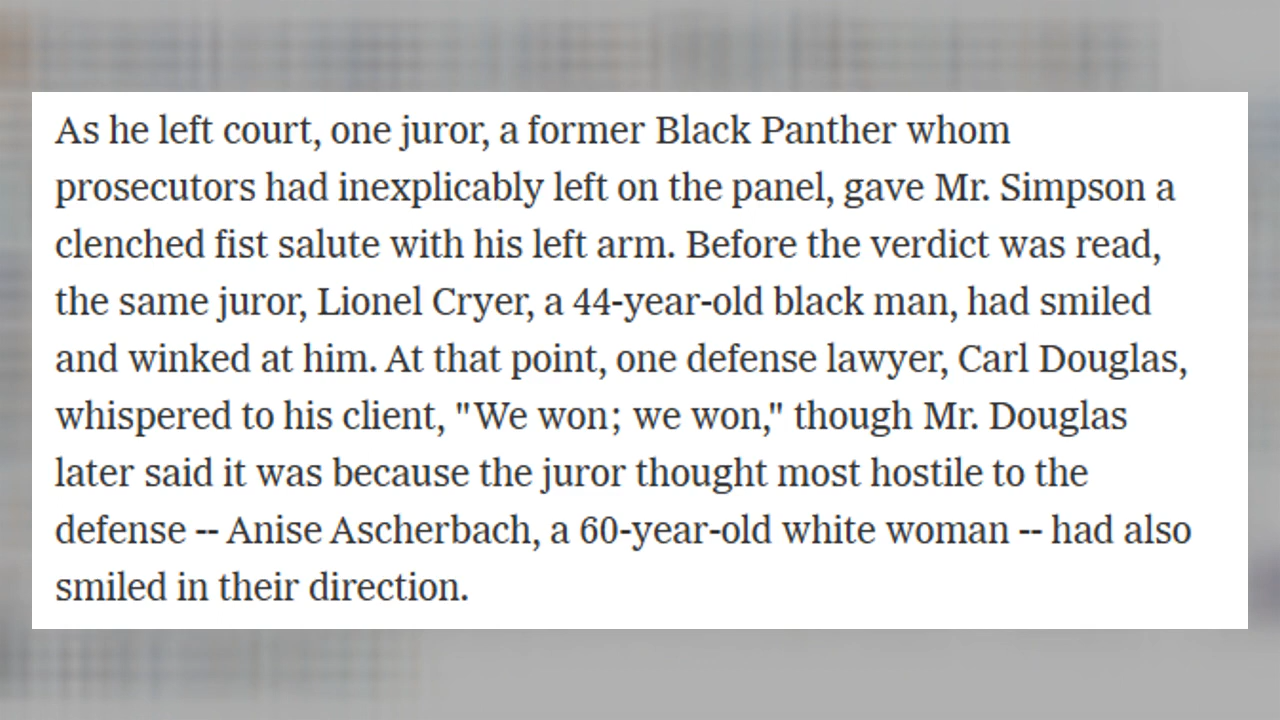 As he left court, one juror, a former Black Panther whom
prosecutors had inexplicably left on the panel, gave Mr. Simpson a
clenched fist salute with his left arm. Before the verdict was read,
the same juror, Lionel Cryer, a 44-year-old black man, had smiled
and winked at him. At that point, one defense lawyer, Carl Douglas,
whispered to his client, "We won; we won," though Mr. Douglas
later said it was because the juror thought most hostile to the
defense -- Anise Ascherbach, a 60-year-old white woman -- had also
smiled in their direction.